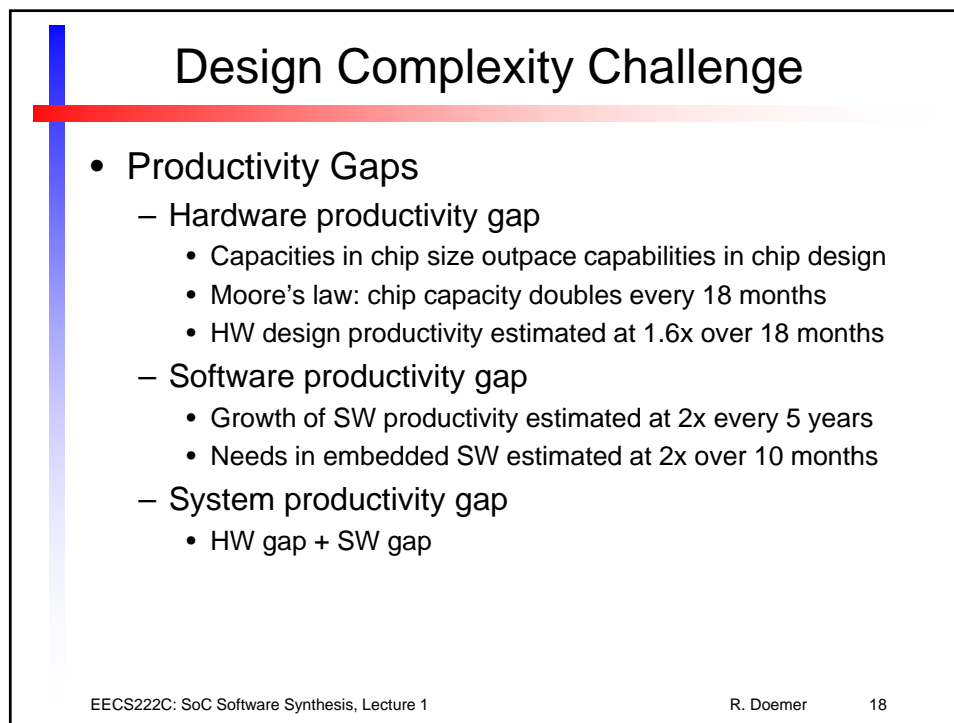 Design Complexity Challenge
• Productivity Gaps
– Hardware productivity gap
• Capacities in chip size outpace capabilities in chip design
• Moore's law: chip capacity doubles every 18 months
• HW design productivity estimated at 1.6x over 18 months
– Software productivity gap
• Growth of SW productivity estimated at 2x every 5 years
• Needs in embedded SW estimated at 2x over 10 months
– System productivity gap
• HW gap + SW gap
EECS222C: SoC Software Synthesis, Lecture 1 R. Doemer 18